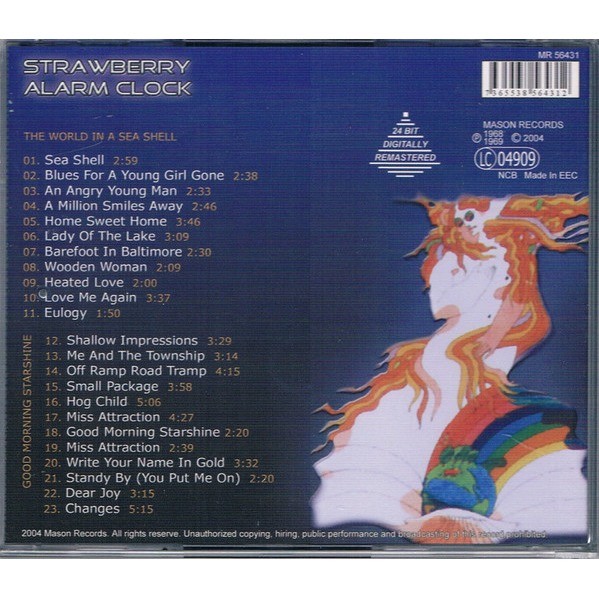 STRAWBERRY
ALARM CLOCK
MR 56431
7365538 564312
MASON RECORDS
℗ 1968 1969 © 2004
LC 04909
NCB Made In EEC
24 BIT
DIGITALLY
REMASTERED
THE WORLD IN A SEA SHELL
01. Sea Shell 2:59
02. Blues For A Young Girl Gone 2:38
03. An Angry Young Man 2:33
04. A Million Smiles Away 2:46
05. Home Sweet Home 3:46
06. Lady Of The Lake 3:09
07. Barefoot In Baltimore 2:30
08. Wooden Woman 2:09
09. Heated Love 2:00
10. Love Me Again 3:37
11. Eulogy 1:50
GOOD MORNING STARSHINE
12. Shallow Impressions 3:29
13. Me And The Township 3:14
14. Off Ramp Road Tramp 4:15
15. Small Package 3:58
16. Hog Child 5:06
17. Miss Attraction 4:27
18. Good Morning Starshine 2:20
19. Miss Attraction 2:39
20. Write Your Name In Gold 3:32
21. Standy By (You Put Me On) 2:20
22. Dear Joy 3:15
23. Changes 5:15
2004 Mason Records. All rights reserve. Unauthorized copying, hiring, public performance and broadcasting of this record prohibited.